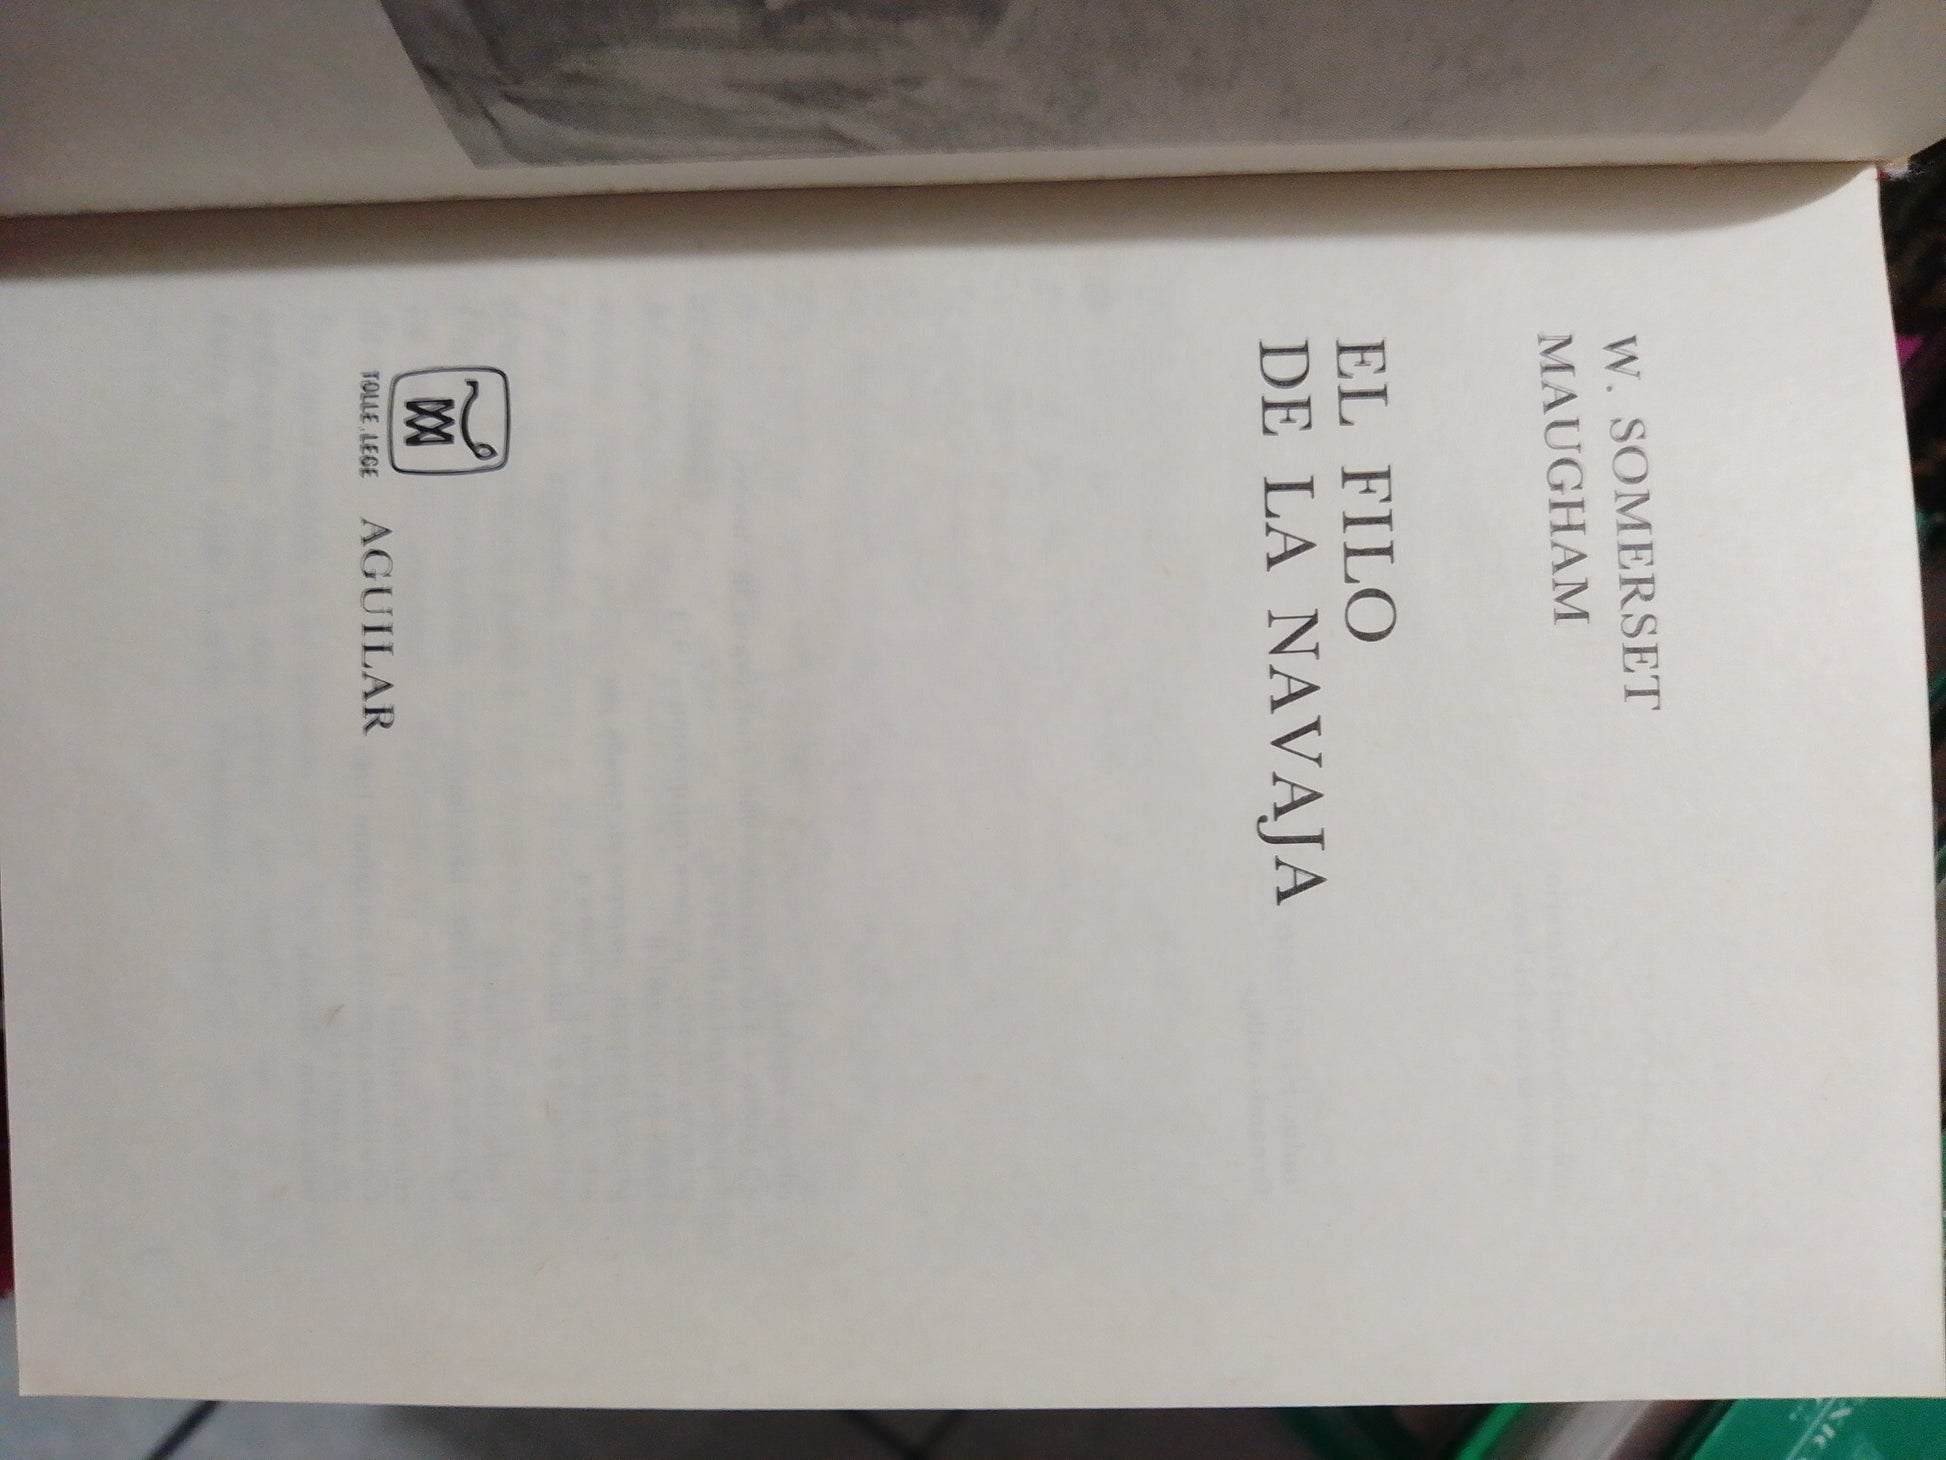 W. SOMERSET
MAUGHAM
EL FILO
DE LA NAVAJA
TOLLE, LEGE
AGUILAR